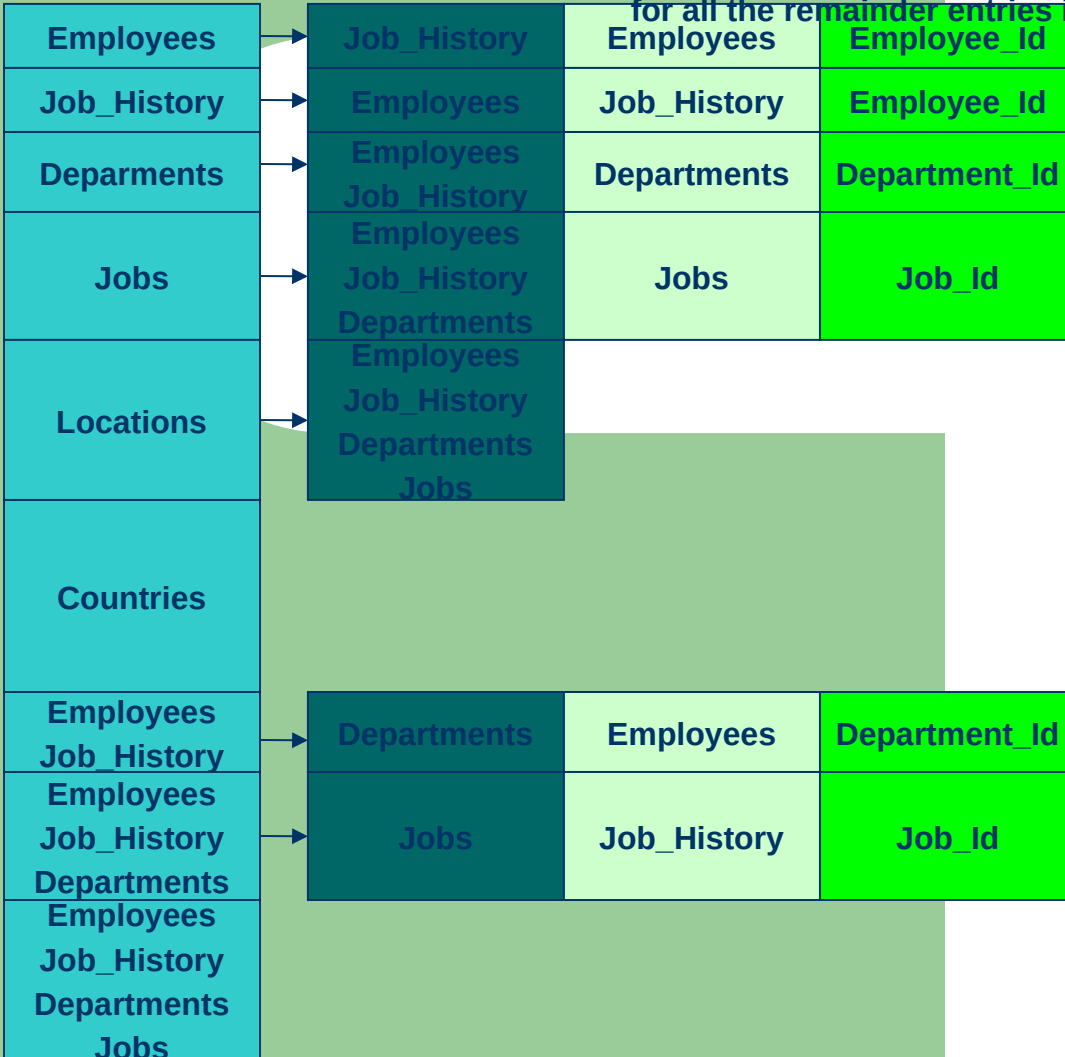 for all the remainder entries i
Employees Job_History Employees Employee_Id
Job_History Employees Job_History Employee_Id
Deparments Employees Departments Department_Id
Job_History
Jobs Employees Jobs Job_Id
Job_History
Departments
Locations Employees
Job_History
Departments
Jobs
Countries
Employees Departments Employees Department_Id
Job_History
Employees Jobs Job_History Job_Id
Job_History
Departments
Employees
Job_History
Departments
Jobs